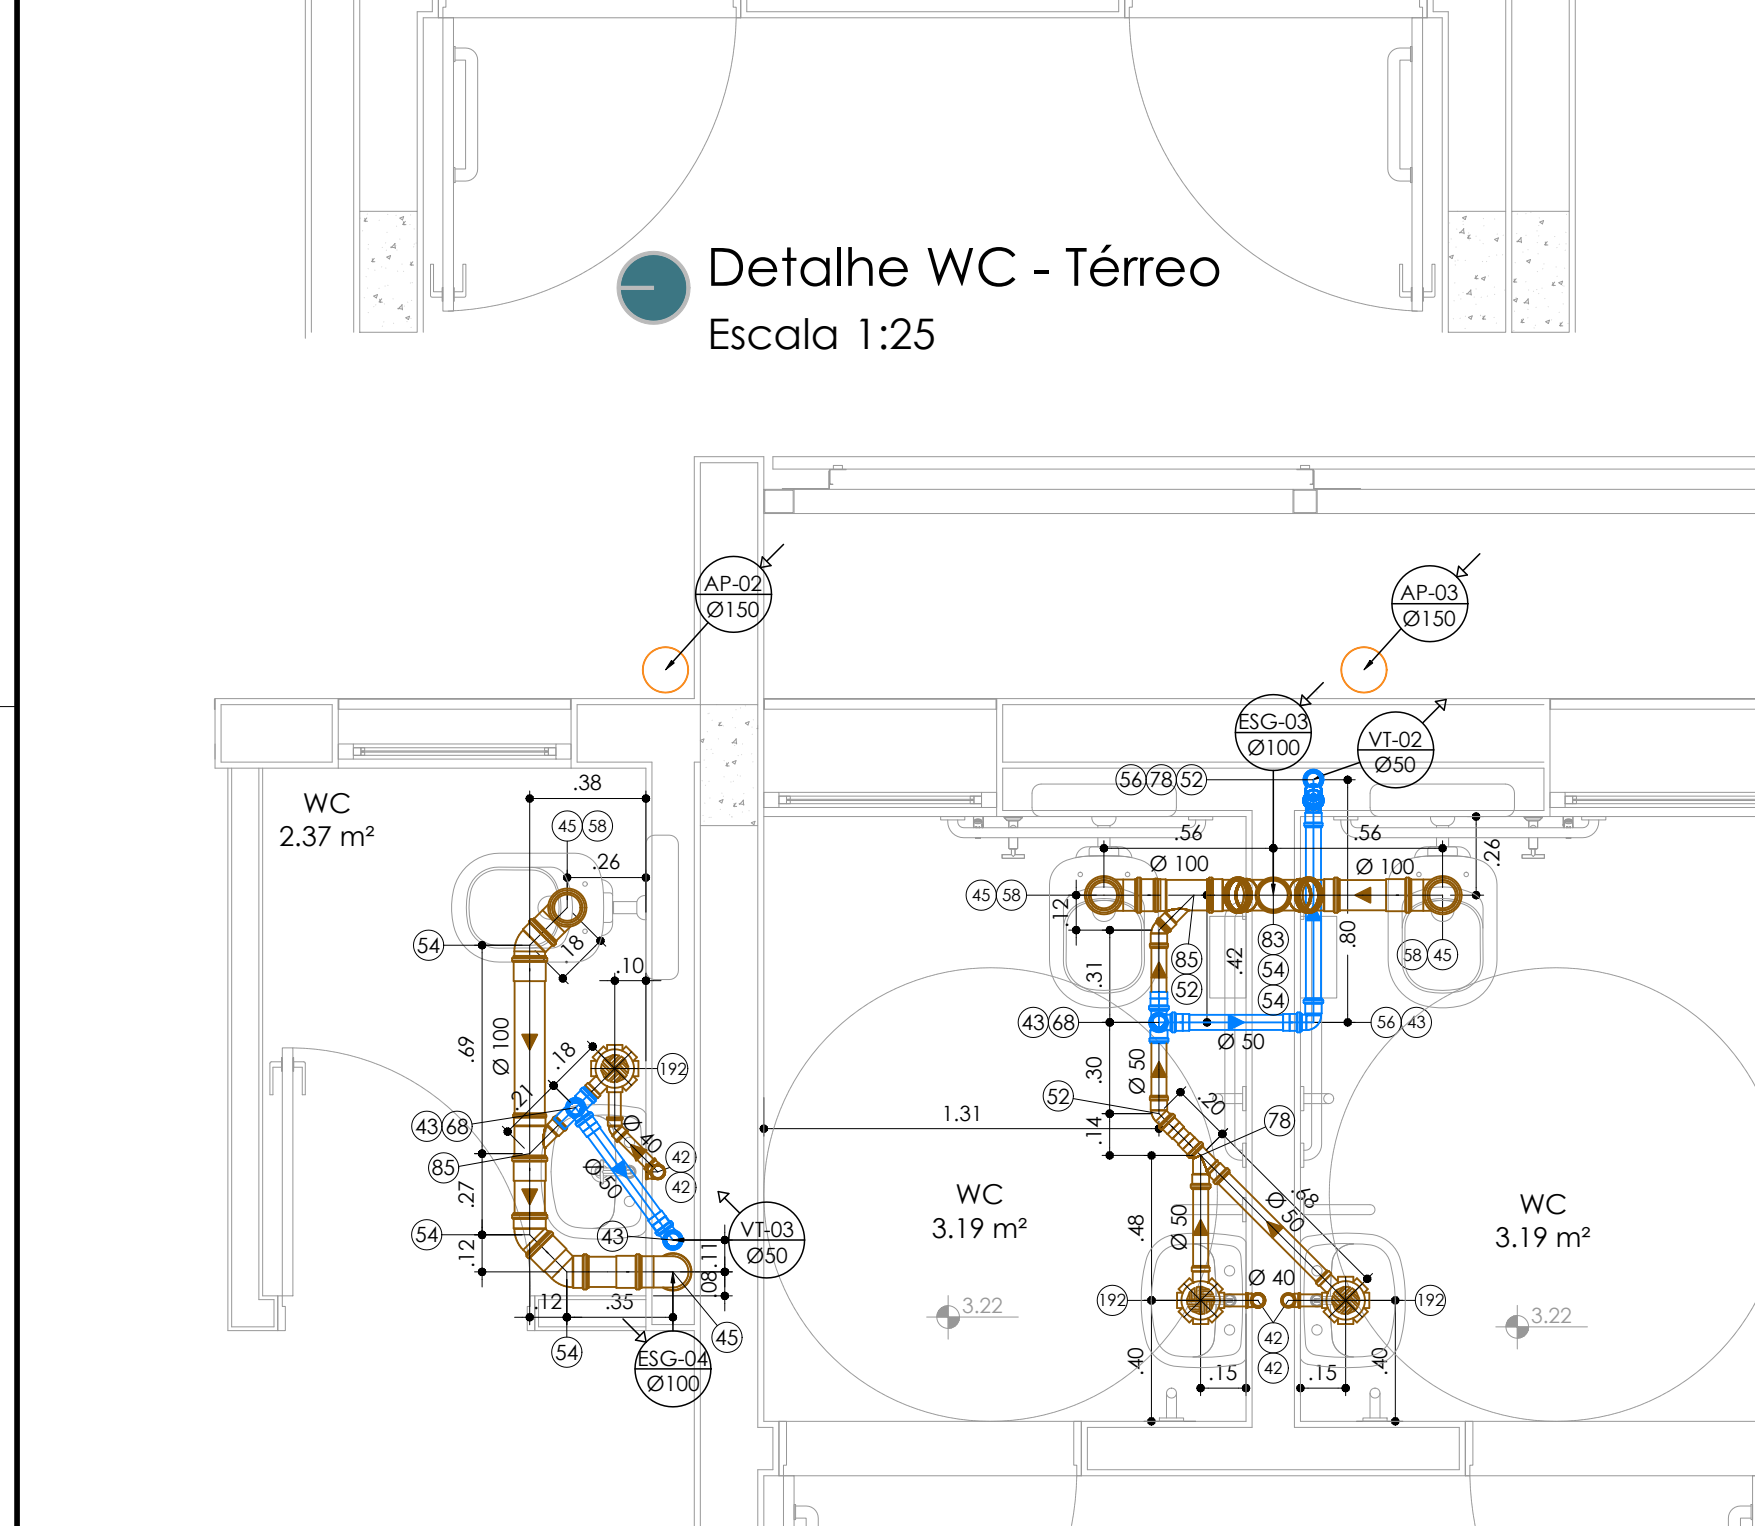 Detalhe WC - Térreo
Escala 1:25
AP-02
Ø150
AP-03
Ø150
ESG-03
Ø100
VT-02
Ø50
WC
2.37 m²
.38
45 58
.26
54
.18
.10
.69
Ø 100
.18
192
.21
43 68
Ø 40
42
42
85
Ø 50
.27
54
43
VT-03
Ø50
.12
.11
.08
.12
.35
54
45
ESG-04
Ø100
56 78 52
.56
.56
.26
Ø 100
Ø 100
45 58
.12
.80
83
54
54
58 45
.42
85
52
.31
43 68
56 43
Ø 50
Ø 50
.30
52
.20
78
1.31
.14
WC
3.19 m²
.68
Ø 50
WC
3.19 m²
.48
Ø 50
Ø 40
192
192
3.22
3.22
42
42
.40
.15
.15
.40